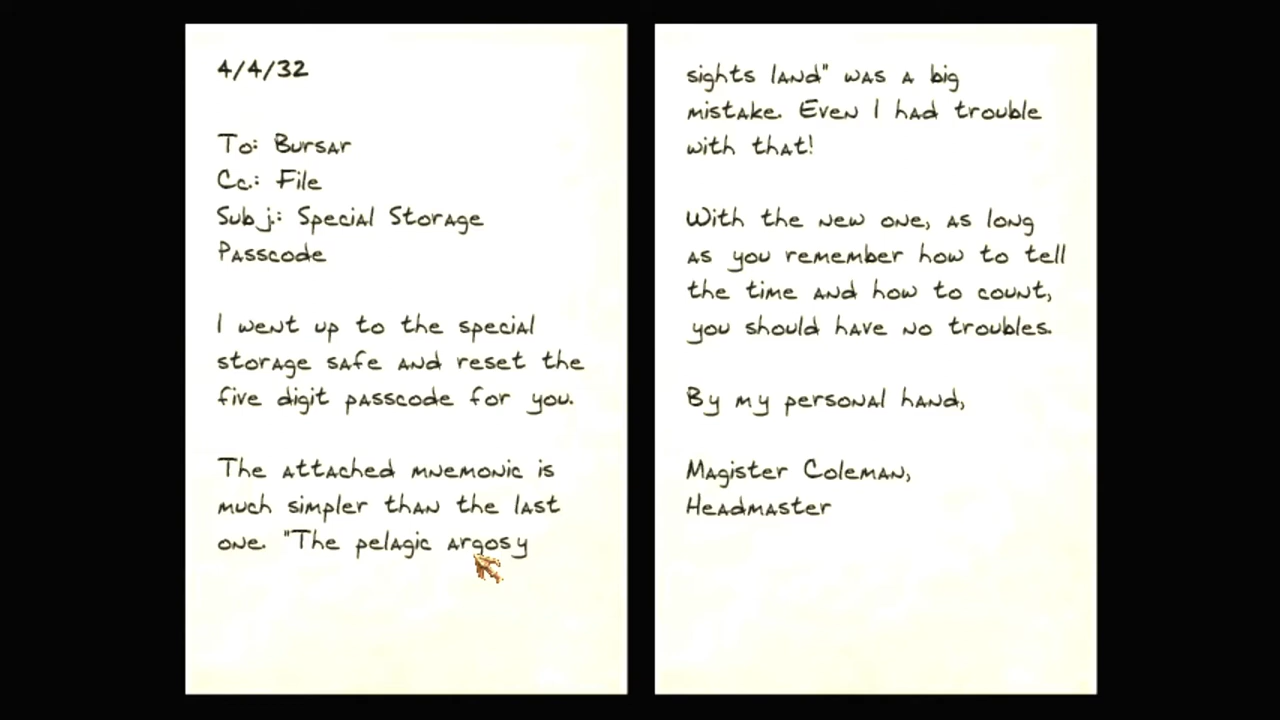 4/4/32
To: Bursar
Cc.: File
Subj.: Special Storage
Passcode
I went up to the special
storage safe and reset the
five digit passcode for you.
The attached mnemonic is
much simpler than the last
one. "The pelagic argosy
sights land" was a big
mistake. Even I had trouble
with that!
With the new one, as long
as you remember how to tell
the time and how to count,
you should have no troubles.
By my personal hand,
Magister Coleman,
Headmaster